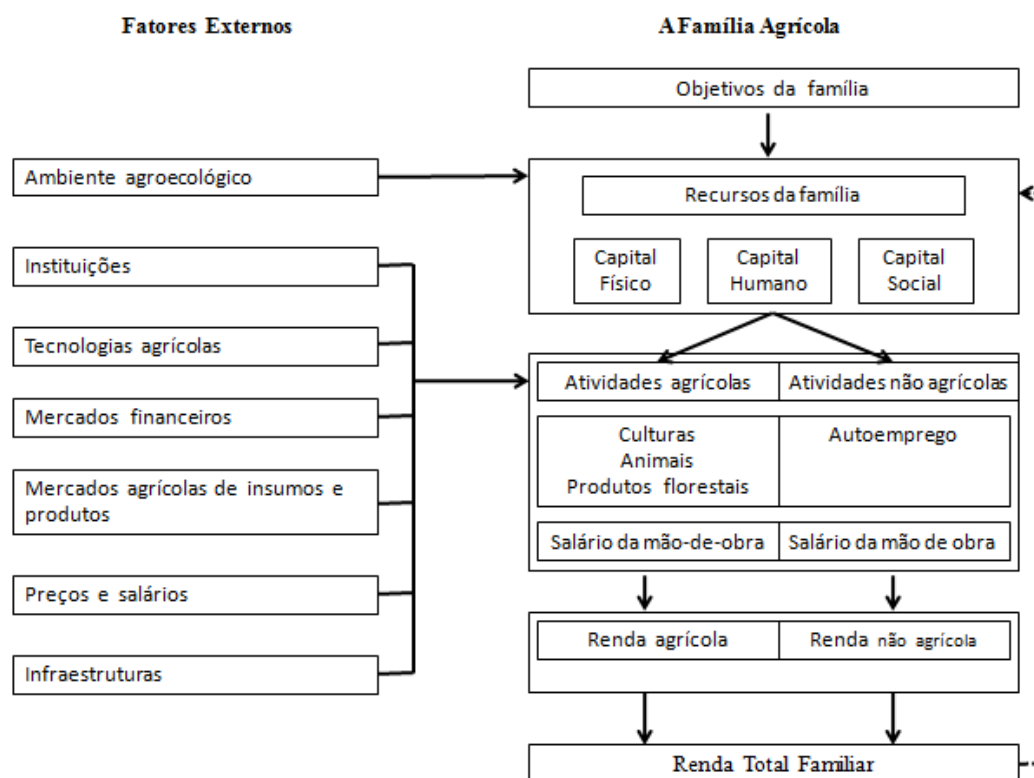 Fatores Externos
A Família Agrícola
Objetivos da família
Ambiente agroecológico
Recursos da família
Instituições
Capital
Físico
Capital
Humano
Capital
Social
Tecnologias agrícolas
Atividades agrícolas
Atividades não agrícolas
Mercados financeiros
Culturas
Animais
Produtos florestais
Autoemprego
Mercados agrícolas de insumos e
produtos
Salário da mão-de-obra
Salário da mão de obra
Preços e salários
Renda agrícola
Renda não agrícola
Infraestruturas
Renda Total Familiar